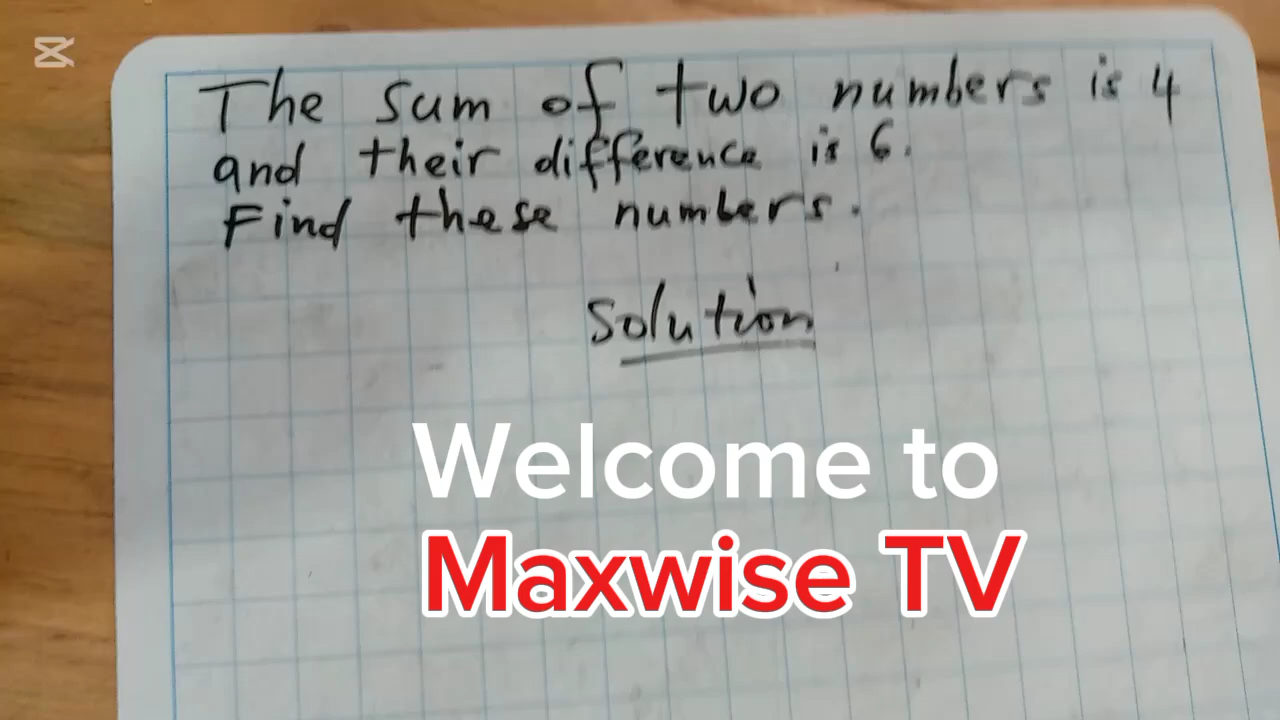 The sum of two numbers is 4
and their difference is 6.
Find these numbers.
Solution
Welcome to
Maxwise TV